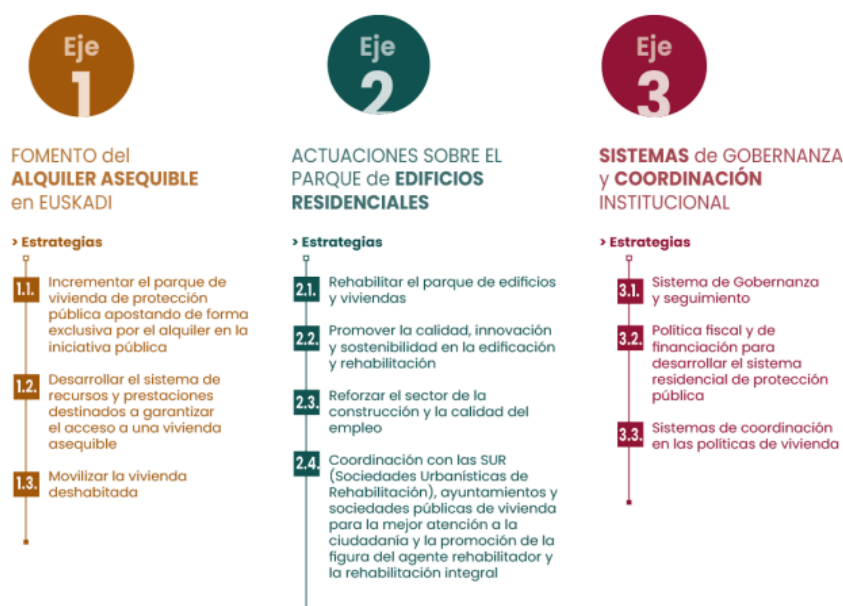 Eje
1
FOMENTO del
ALQUILER ASEQUIBLE
en EUSKADI
> Estrategias
1.1. Incrementar el parque de
vivienda de protección
pública apostando de forma
exclusiva por el alquiler en la
iniciativa pública
1.2. Desarrollar el sistema de
recursos y prestaciones
destinados a garantizar
el acceso a una vivienda
asequible
1.3. Movilizar la vivienda
deshabitada
Eje
2
ACTUACIONES SOBRE EL
PARQUE de EDIFICIOS
RESIDENCIALES
> Estrategias
2.1. Rehabilitar el parque de edificios
y viviendas
2.2. Promover la calidad, innovación
y sostenibilidad en la edificación
y rehabilitación
2.3. Reforzar el sector de la
construcción y la calidad del
empleo
2.4. Coordinación con las SUR
(Sociedades Urbanísticas de
Rehabilitación), ayuntamientos y
sociedades públicas de vivienda
para la mejor atención a la
ciudadanía y la promoción de la
figura del agente rehabilitador y
la rehabilitación integral
Eje
3
SISTEMAS de GOBERNANZA
y COORDINACIÓN
INSTITUCIONAL
> Estrategias
3.1. Sistema de Gobernanza
y seguimiento
3.2. Política fiscal y de
financiación para
desarrollar el sistema
residencial de protección
pública
3.3. Sistemas de coordinación
en las políticas de vivienda